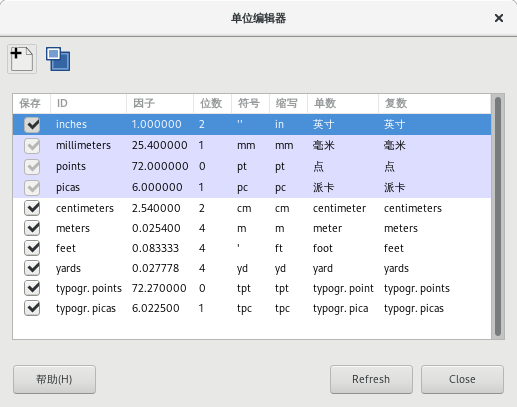 单位编辑器
保存 ID 因子 位数 符号 缩写 单数 复数
inches 1.000000 2 '' in 英寸 英寸
millimeters 25.400000 1 mm mm 毫米 毫米
points 72.000000 0 pt pt 点 点
picas 6.000000 1 pc pc 派卡 派卡
centimeters 2.540000 2 cm cm centimeter centimeters
meters 0.025400 4 m m meter meters
feet 0.083333 4 ' ft foot feet
yards 0.027778 4 yd yd yard yards
typogr. points 72.270000 0 tpt tpt typogr. point typogr. points
typogr. picas 6.022500 1 tpc tpc typogr. pica typogr. picas
帮助(H) Refresh Close